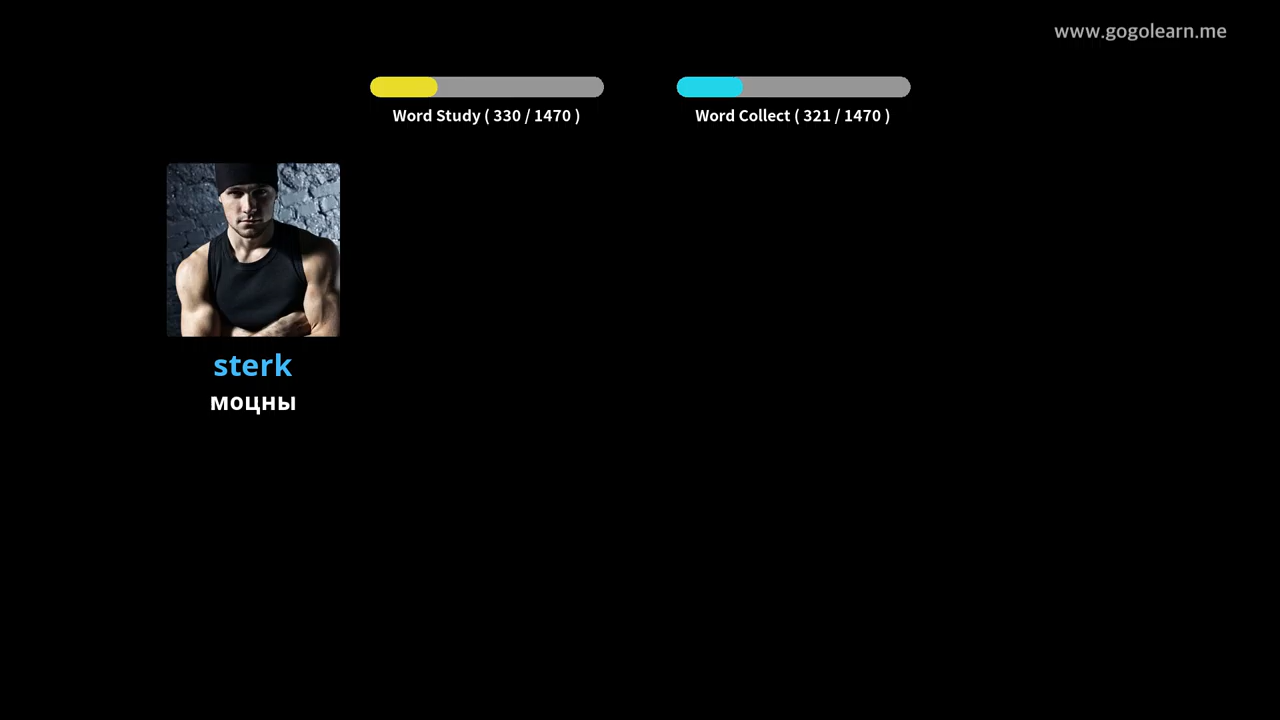 www.gogolearn.me
Word Study ( 330 / 1470 )
Word Collect ( 321 / 1470 )
sterk
моцны